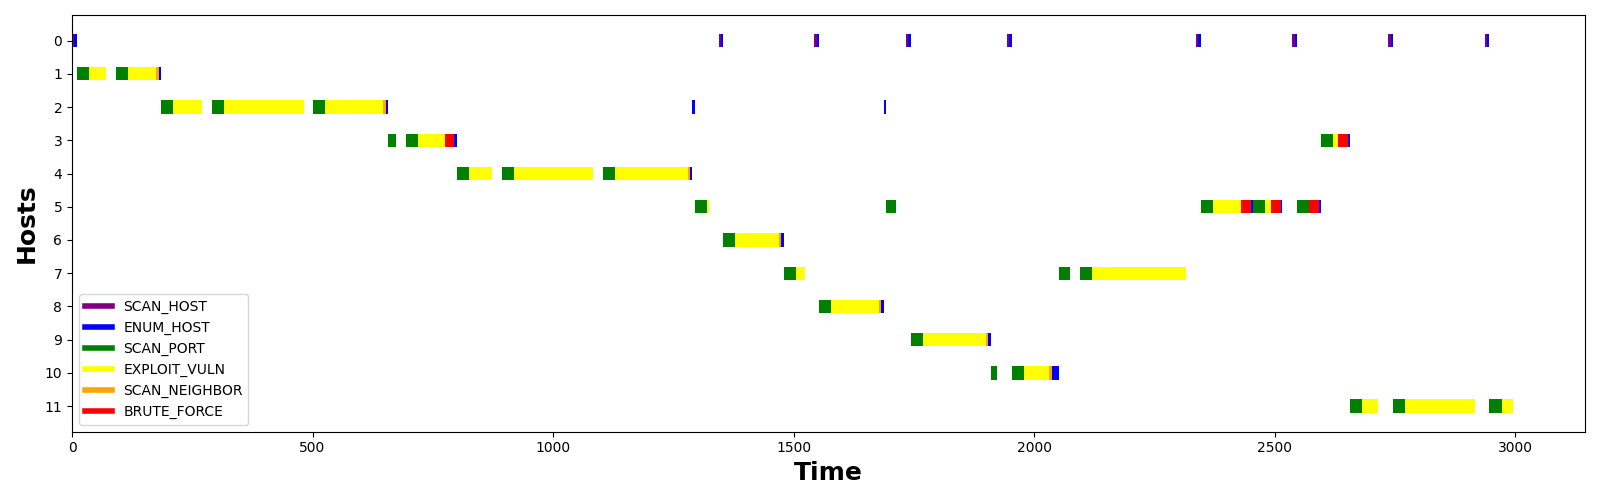 0
1
2
3
4
5
6
7
8
9
10
11
Hosts
SCAN_HOST
ENUM_HOST
SCAN_PORT
EXPLOIT_VULN
SCAN_NEIGHBOR
BRUTE_FORCE
0 500 1000 1500 2000 2500 3000
Time